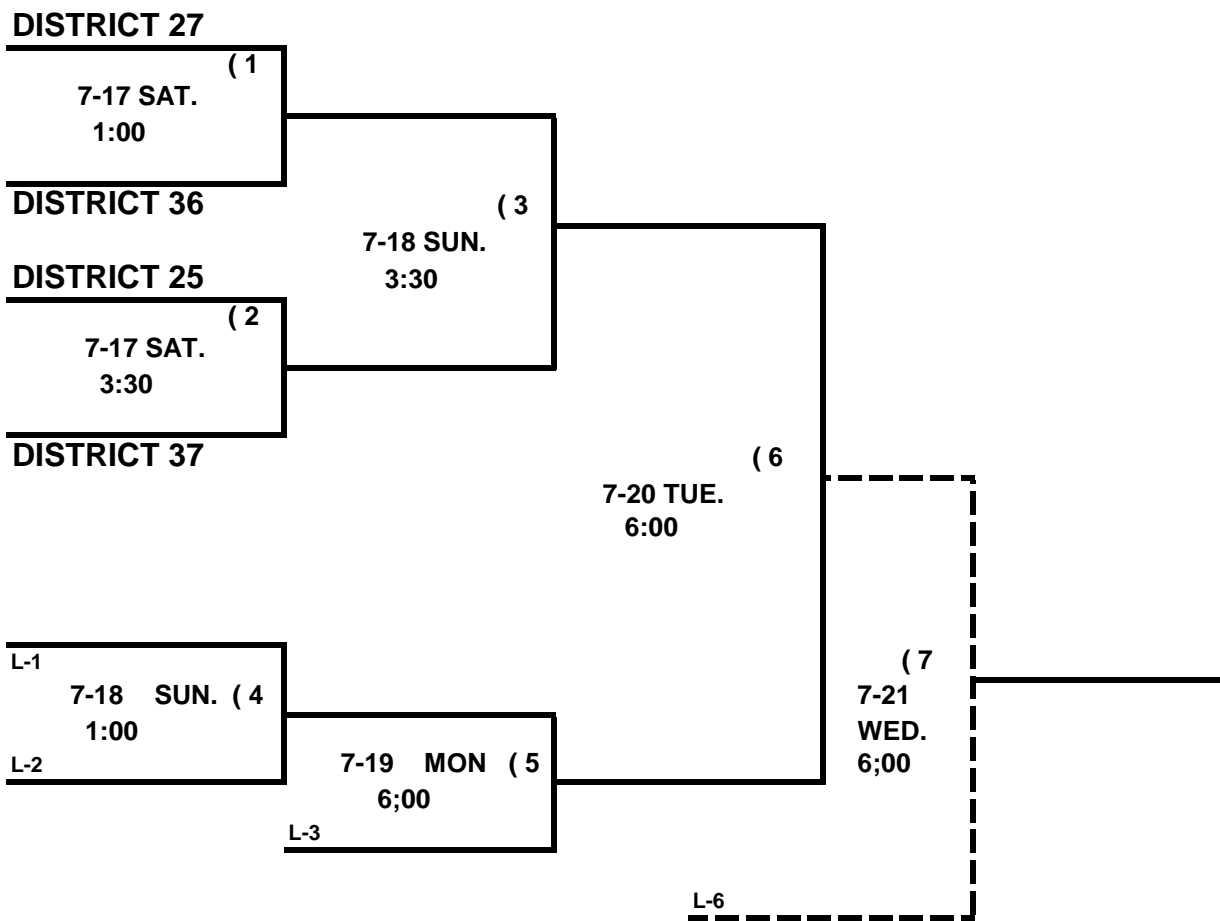 DISTRICT 27
( 1
7-17 SAT.
1:00
DISTRICT 36
( 3
7-18 SUN.
3:30
DISTRICT 25
( 2
7-17 SAT.
3:30
DISTRICT 37
( 6
7-20 TUE.
6:00
L-1
7-18 SUN. ( 4
1:00
L-2
7-19 MON ( 5
6;00
L-3
( 7
7-21
WED.
6;00
L-6